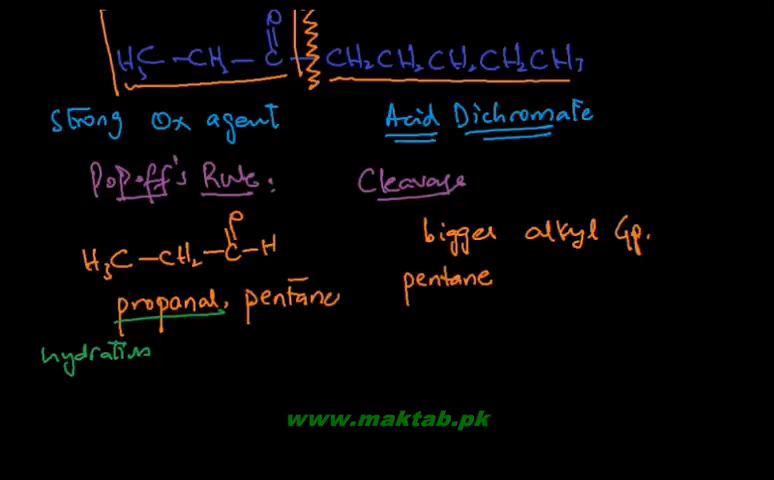 O
H₃C – CH₂ – C – CH₂CH₂CH₂CH₂CH₃
Strong Ox agent Acid Dichromate
Popoff's Rule: Cleavage
O
H₃C – CH₂ – C – H bigger alkyl Gp.
propanal, pentane pentane
hydration
www.maktab.pk